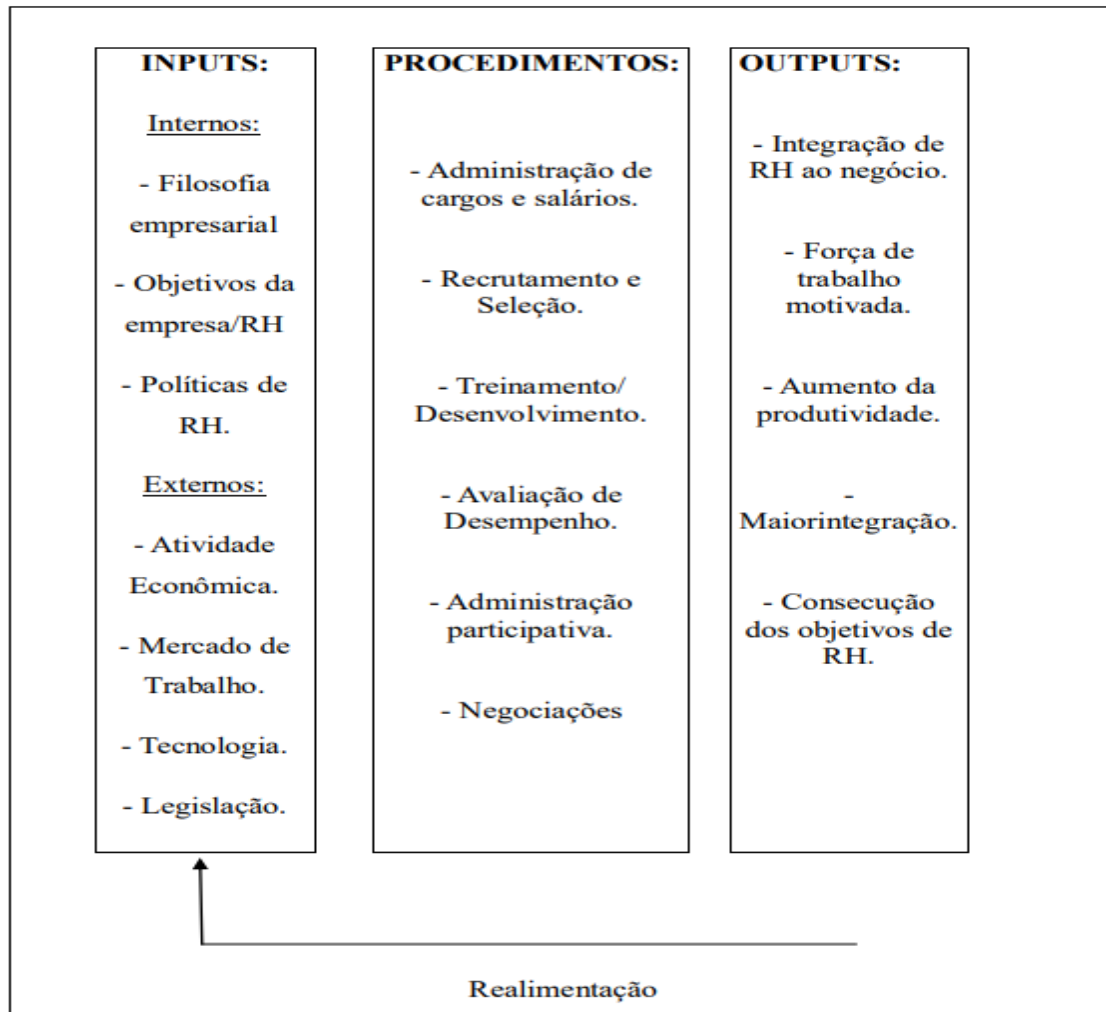 INPUTS:
Internos:
- Filosofia
empresarial
- Objetivos da
empresa/RH
- Políticas de
RH.
Externos:
- Atividade
Econômica.
- Mercado de
Trabalho.
- Tecnologia.
- Legislação.
PROCEDIMENTOS:
- Administração de
cargos e salários.
- Recrutamento e
Seleção.
- Treinamento/
Desenvolvimento.
- Avaliação de
Desempenho.
- Administração
participativa.
- Negociações
OUTPUTS:
- Integração de
RH ao negócio.
- Força de
trabalho
motivada.
- Aumento da
produtividade.
-
Maiorintegração.
- Consecução
dos objetivos de
RH.
Realimentação